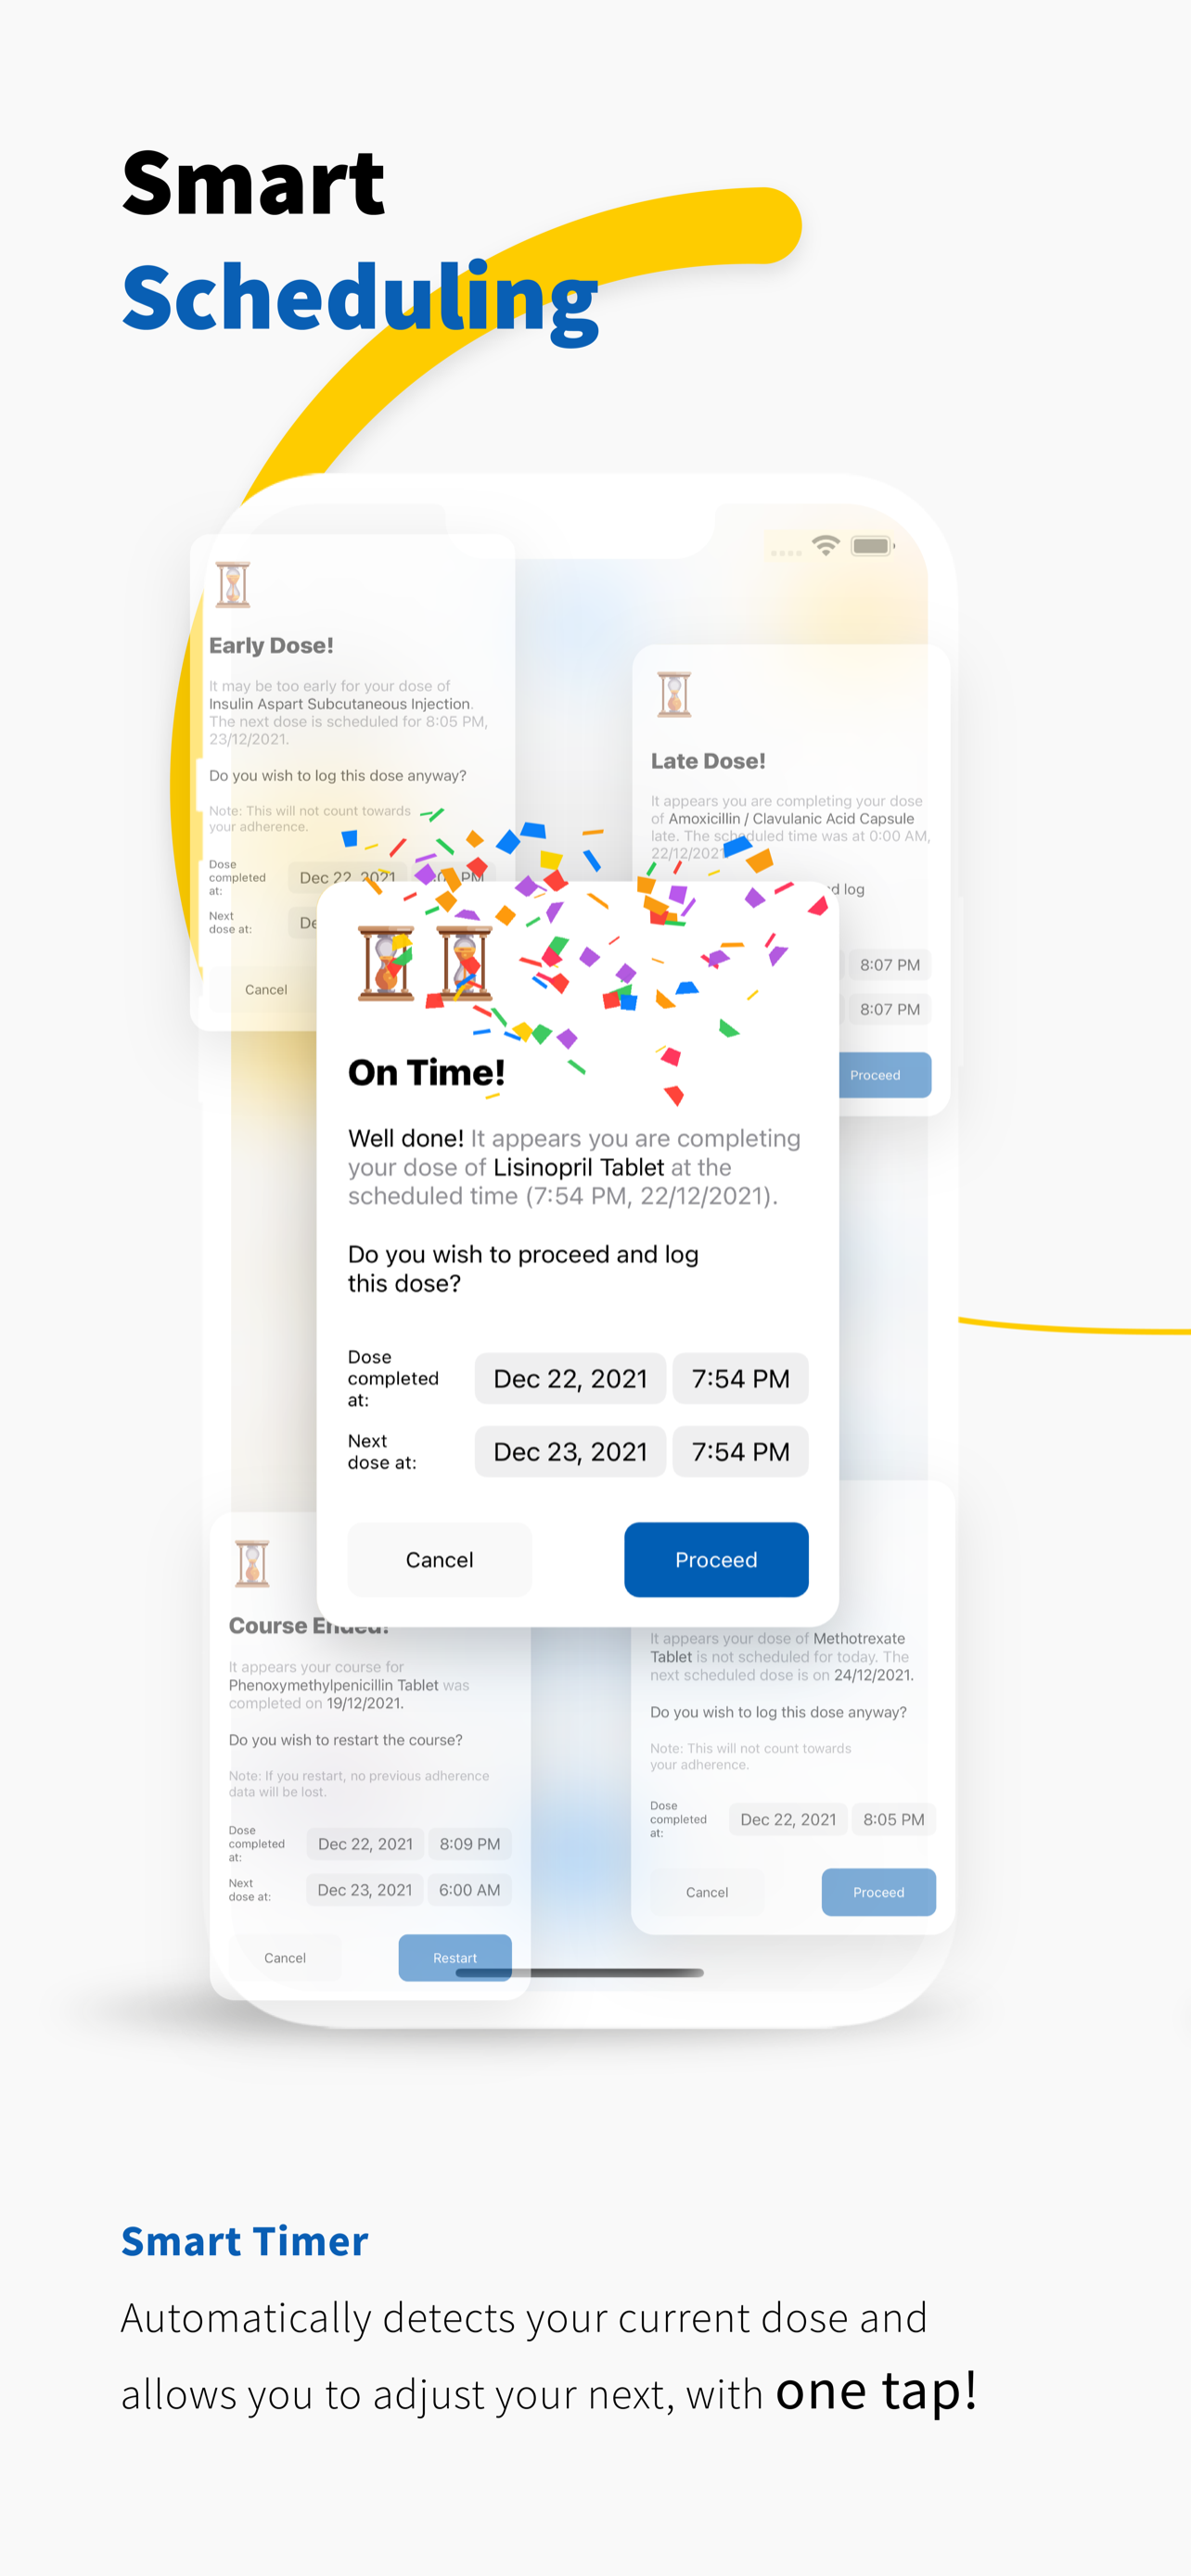 Smart
Scheduling
Early Dose!
It may be too early for your dose of
Insulin Aspart Subcutaneous Injection.
The next dose is scheduled for 8:05 PM,
23/12/2021.
Do you wish to log this dose anyway?
Note: This will not count towards
your adherence.
Dose
completed
at:
Dec 22, 2021
PM
Next
dose at:
Cancel
Late Dose!
It appears you are completing your dose
of Amoxicillin / Clavulanic Acid Capsule
late. The scheduled time was at 0:00 AM,
22/12/2021
log
8:07 PM
8:07 PM
Proceed
On Time!
Well done! It appears you are completing
your dose of Lisinopril Tablet at the
scheduled time (7:54 PM, 22/12/2021).
Do you wish to proceed and log
this dose?
Dose
completed
at:
Dec 22, 2021 7:54 PM
Next
dose at:
Dec 23, 2021 7:54 PM
Cancel Proceed
Course Ended!
It appears your course for
Phenoxymethylpenicillin Tablet was
completed on 19/12/2021.
Do you wish to restart the course?
Note: If you restart, no previous adherence
data will be lost.
Dose
completed
at:
Dec 22, 2021 8:09 PM
Next
dose at:
Dec 23, 2021 6:00 AM
Cancel Restart
It appears your dose of Methotrexate
Tablet is not scheduled for today. The
next scheduled dose is on 24/12/2021.
Do you wish to log this dose anyway?
Note: This will not count towards
your adherence.
Dose
completed
at:
Dec 22, 2021 8:05 PM
Cancel Proceed
Smart Timer
Automatically detects your current dose and
allows you to adjust your next, with one tap!